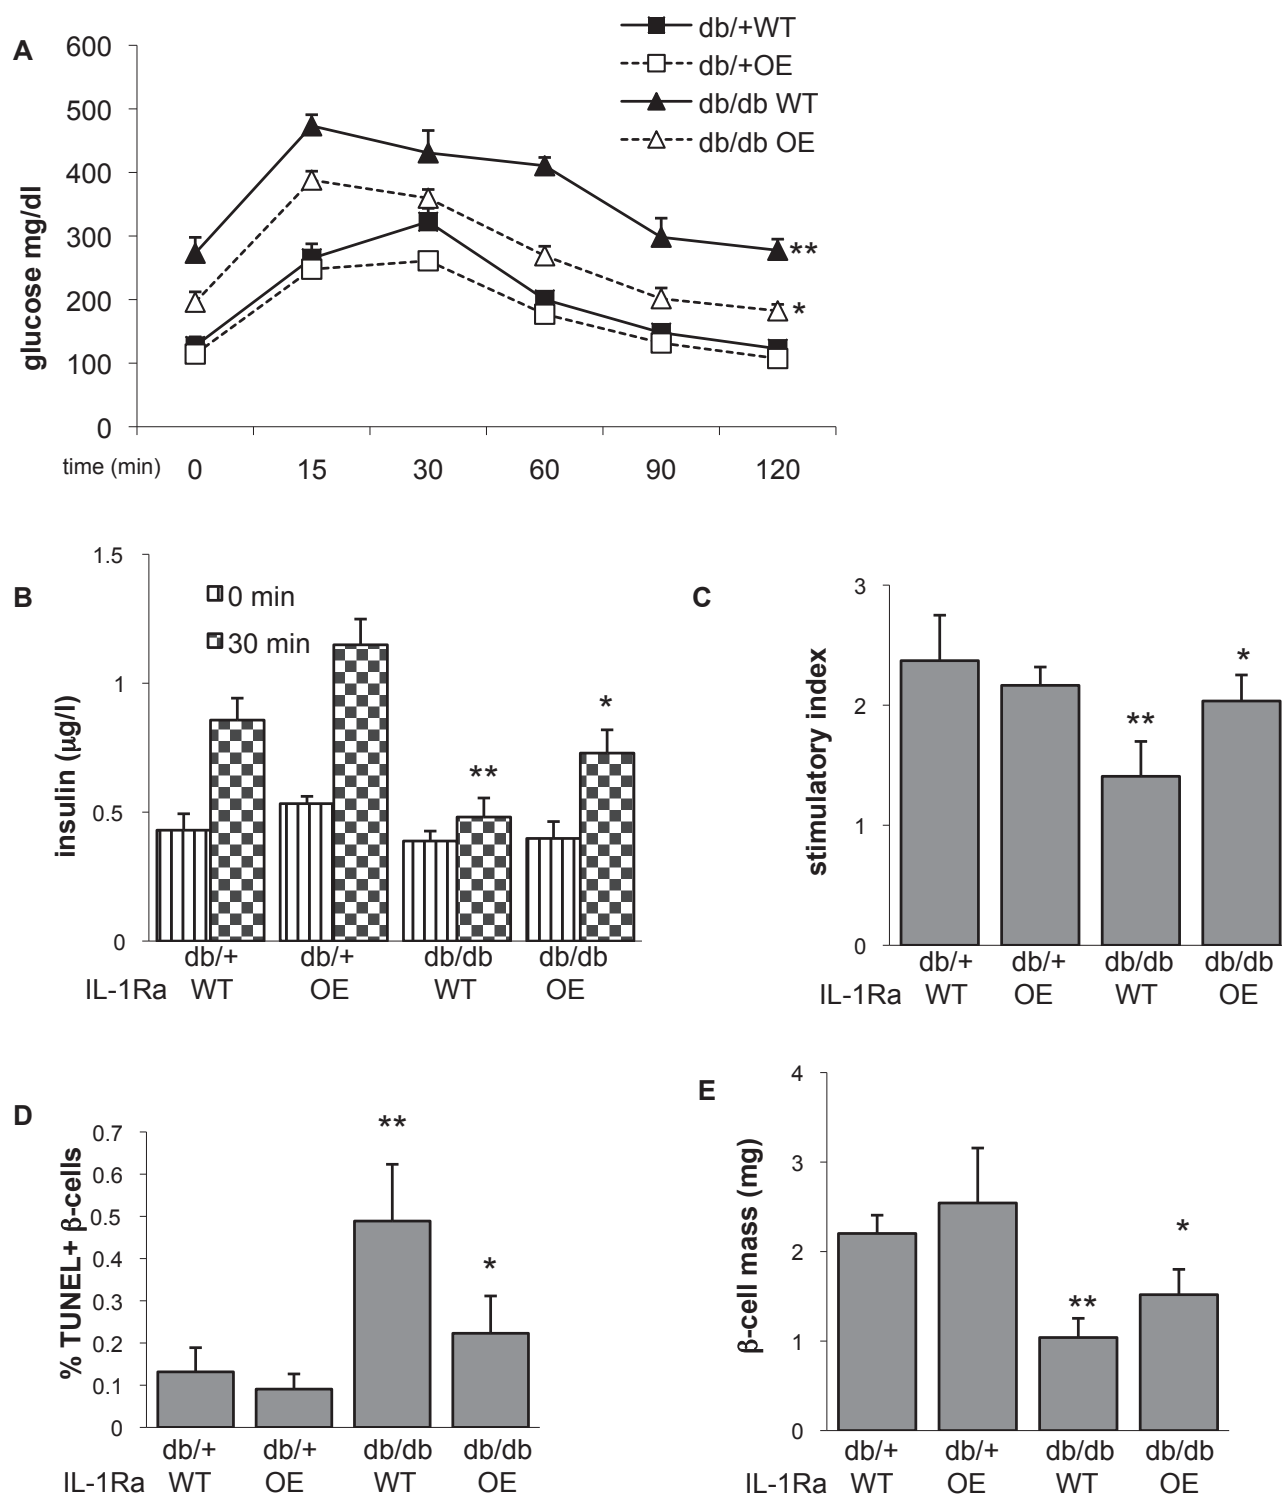 A
600
500
400
300
200
100
0
glucose mg/dl
time (min) 0 15 30 60 90 120
db/+WT
db/+OE
db/db WT
db/db OE
**
*
B
1.5
1
0.5
0
insulin (μg/l)
0 min
30 min
**
*
db/+ db/+ db/db db/db
IL-1Ra WT OE WT OE
C
3
2
1
0
stimulatory index
**
*
db/+ db/+ db/db db/db
IL-1Ra WT OE WT OE
D
0.7
0.6
0.5
0.4
0.3
0.2
0.1
0
% TUNEL+ β-cells
**
*
db/+ db/+ db/db db/db
IL-1Ra WT OE WT OE
E
4
3
2
1
0
β-cell mass (mg)
**
*
db/+ db/+ db/db db/db
IL-1Ra WT OE WT OE